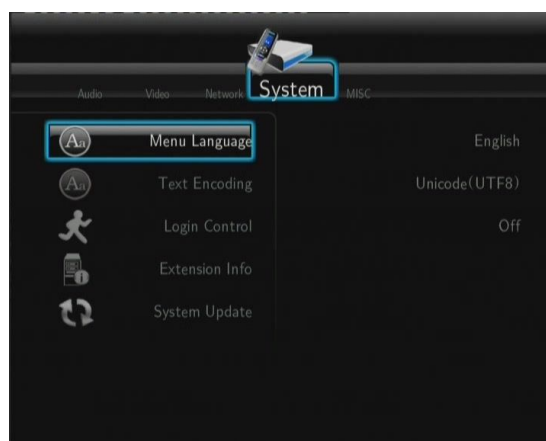 Audio Video Network System MISC
Menu Language English
Text Encoding Unicode(UTF8)
Login Control Off
Extension Info
System Update